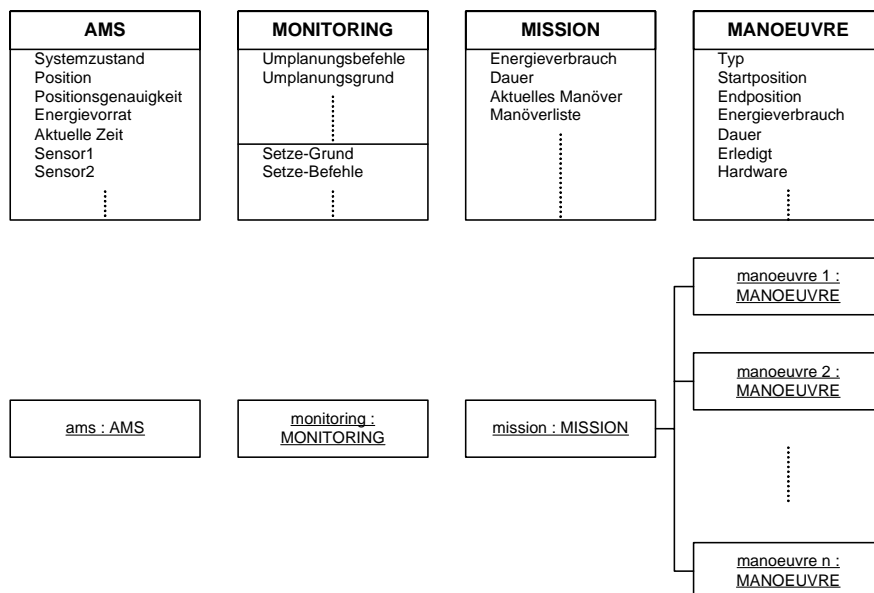 AMS
Systemzustand
Position
Positionsgenauigkeit
Energievorrat
Aktuelle Zeit
Sensor1
Sensor2
MONITORING
Umplanungsbefehle
Umplanungsgrund
Setze-Grund
Setze-Befehle
MISSION
Energieverbrauch
Dauer
Aktuelles Manöver
Manöverliste
MANOEUVRE
Typ
Startposition
Endposition
Energieverbrauch
Dauer
Erledigt
Hardware
ams : AMS
monitoring :
MONITORING
mission : MISSION
manoeuvre 1 :
MANOEUVRE
manoeuvre 2 :
MANOEUVRE
manoeuvre n :
MANOEUVRE